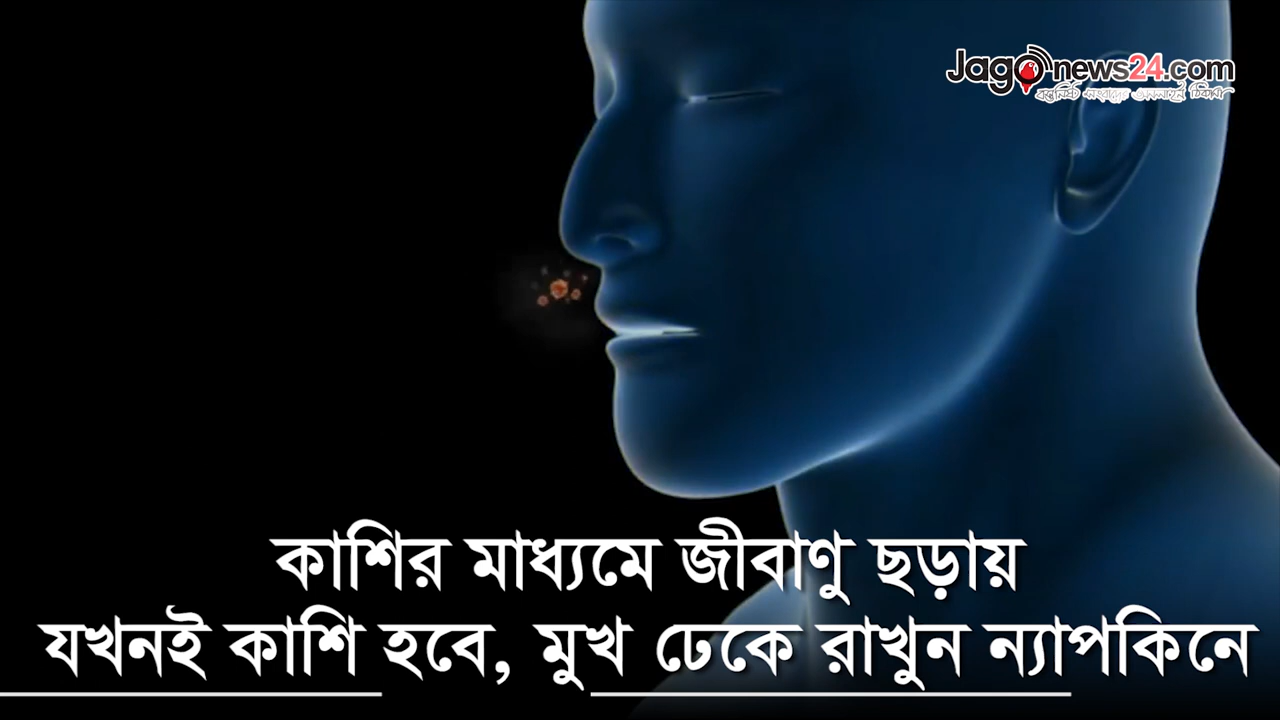 Jagonews24.com
কাশির মাধ্যমে জীবাণু ছড়ায়
যখনই কাশি হবে, মুখ ঢেকে রাখুন ন্যাপকিনে